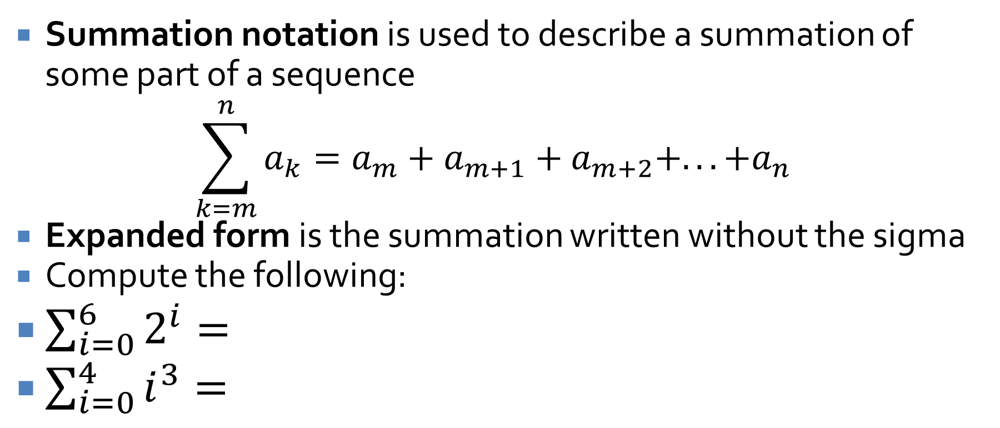 ▪ Summation notation is used to describe a summation of
some part of a sequence
$\sum_{k=m}^{n} a_k = a_m + a_{m+1} + a_{m+2} + \ldots + a_n$
▪ Expanded form is the summation written without the sigma
▪ Compute the following:
▪ $\sum_{i=0}^{6} 2^i =$
▪ $\sum_{i=0}^{4} i^3 =$